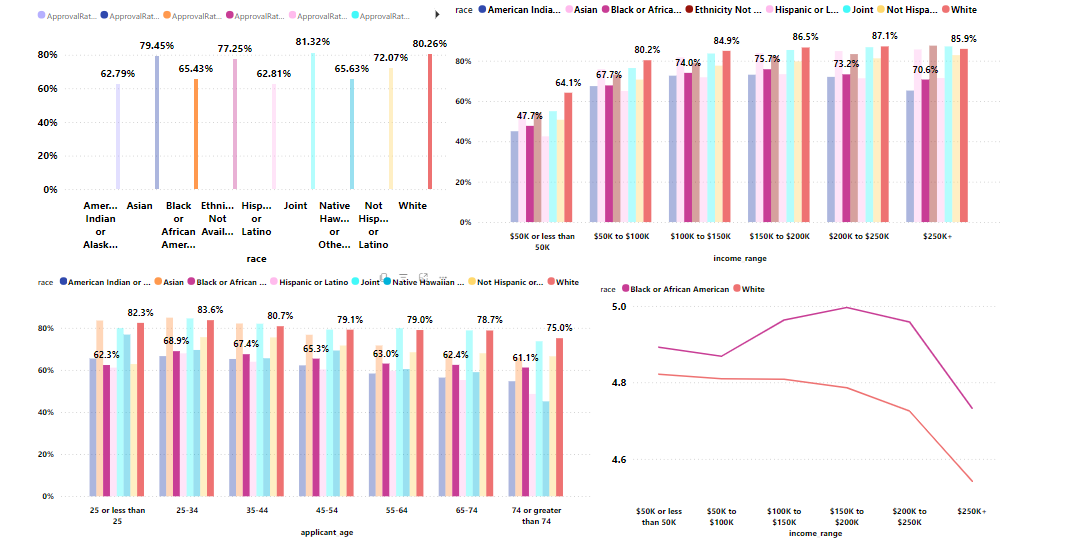 ApprovalRat... ApprovalRat... ApprovalRat... ApprovalRat... ApprovalRat... ApprovalRat...
80%
60%
40%
20%
0%
62.79%
79.45%
65.43%
77.25%
62.81%
81.32%
65.63%
72.07%
80.26%
Amer... Indian or Alask...
Asian
Black or African Amer...
Ethni... Not Avail...
Hisp... or Latino
Joint
Native Haw... or Othe...
Not Hisp... or Latino
White
race
race American India... Asian Black or Africa... Ethnicity Not ... Hispanic or L... Joint Not Hispa... White
80%
60%
40%
20%
0%
47.7%
64.1%
67.7%
80.2%
74.0%
84.9%
75.7%
86.5%
73.2%
87.1%
70.6%
85.9%
$50K or less than 50K
$50K to $100K
$100K to $150K
$150K to $200K
$200K to $250K
$250K+
income range
race American Indian or ... Asian Black or African ... Hispanic or Latino Joint Native Hawaiian ... Not Hispanic or... White
80%
60%
40%
20%
0%
62.3%
82.3%
68.9%
83.6%
67.4%
80.7%
65.3%
79.1%
63.0%
79.0%
62.4%
78.7%
61.1%
75.0%
25 or less than 25
25-34
35-44
45-54
55-64
65-74
74 or greater than 74
applicant age
race Black or African American White
5.0
4.8
4.6
$50K or less than 50K
$50K to $100K
$100K to $150K
$150K to $200K
$200K to $250K
$250K+
income range